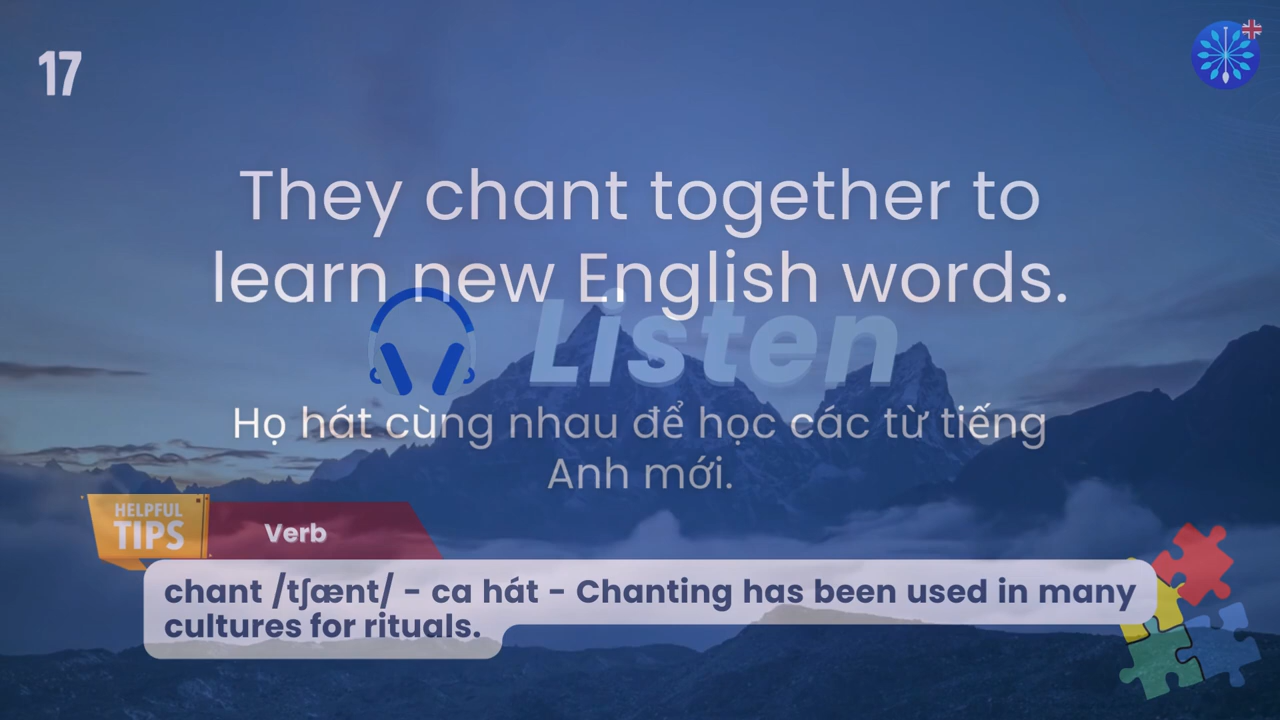 17
They chant together to
learn new English words.
Listen
Họ hát cùng nhau để học các từ tiếng
Anh mới.
HELPFUL
TIPS
Verb
chant /tʃænt/ - ca hát - Chanting has been used in many
cultures for rituals.